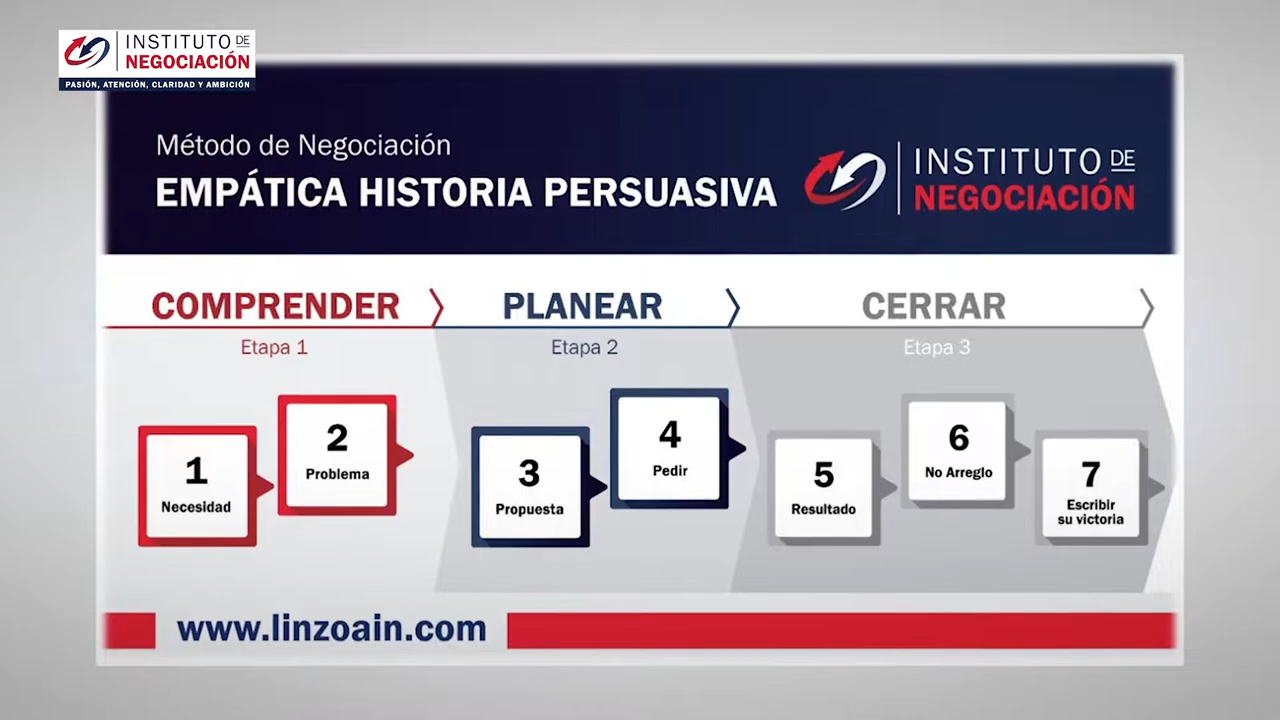 INSTITUTO DE
NEGOCIACIÓN
PASIÓN, ATENCIÓN, CLARIDAD Y AMBICIÓN
Método de Negociación
EMPÁTICA HISTORIA PERSUASIVA
INSTITUTO DE
NEGOCIACIÓN
COMPRENDER
Etapa 1
PLANEAR
Etapa 2
CERRAR
Etapa 3
1
Necesidad
2
Problema
3
Propuesta
4
Pedir
5
Resultado
6
No Arreglo
7
Escribir
su victoria
www.linzoain.com